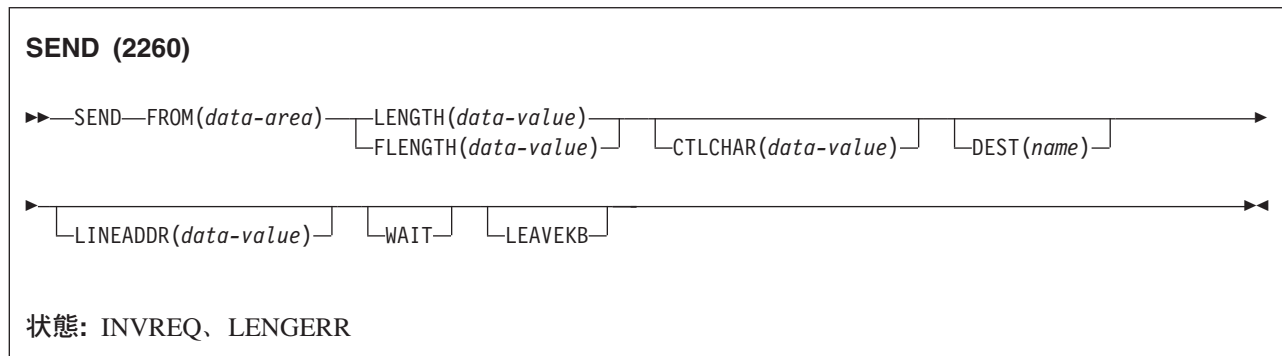 SEND (2260)
SEND FROM(data-area) LENGTH(data-value) CTLCHAR(data-value) DEST(name)
FLENGTH(data-value)
LINEADDR(data-value) WAIT LEAVEKB
状態: INVREQ、LENGERR